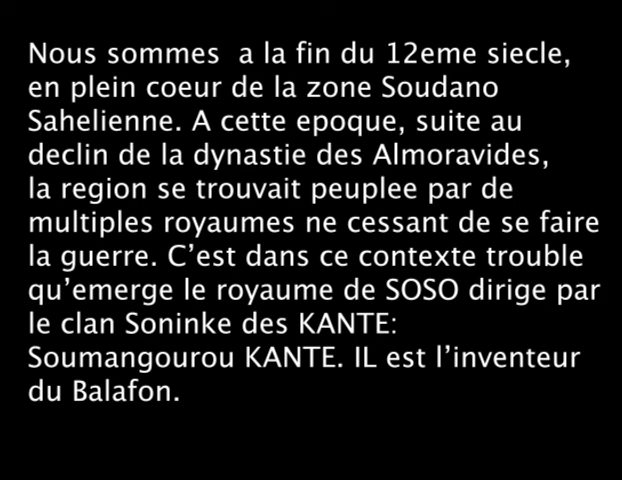 Nous sommes  a la fin du 12eme siecle,
en plein coeur de la zone Soudano
Sahelienne. A cette epoque, suite au
declin de la dynastie des Almoravides,
la region se trouvait peuplee par de
multiples royaumes ne cessant de se faire
la guerre. C’est dans ce contexte trouble
qu’emerge le royaume de SOSO dirige par
le clan Soninke des KANTE:
Soumangourou KANTE. IL est l’inventeur
du Balafon.